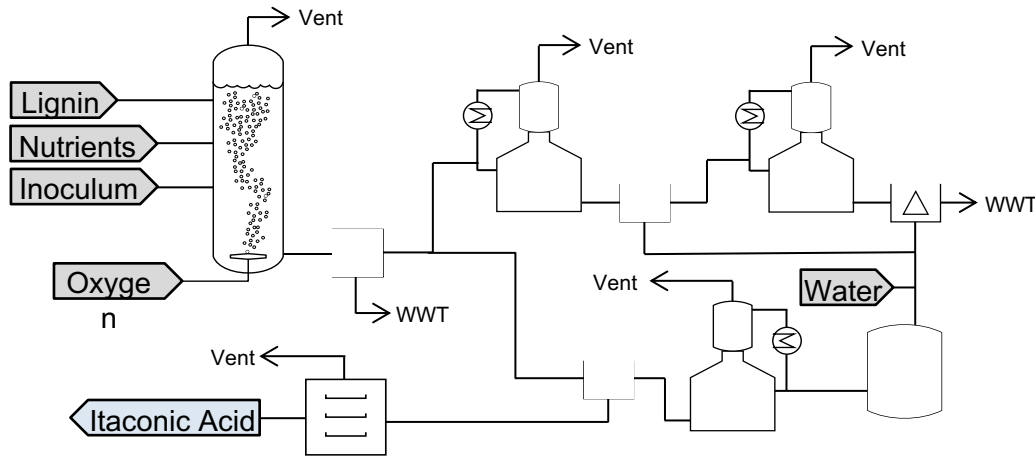 Vent
Vent
Vent
Lignin
Nutrients
Inoculum
WWT
Oxyge
n
Vent
Water
WWT
Vent
Itaconic Acid